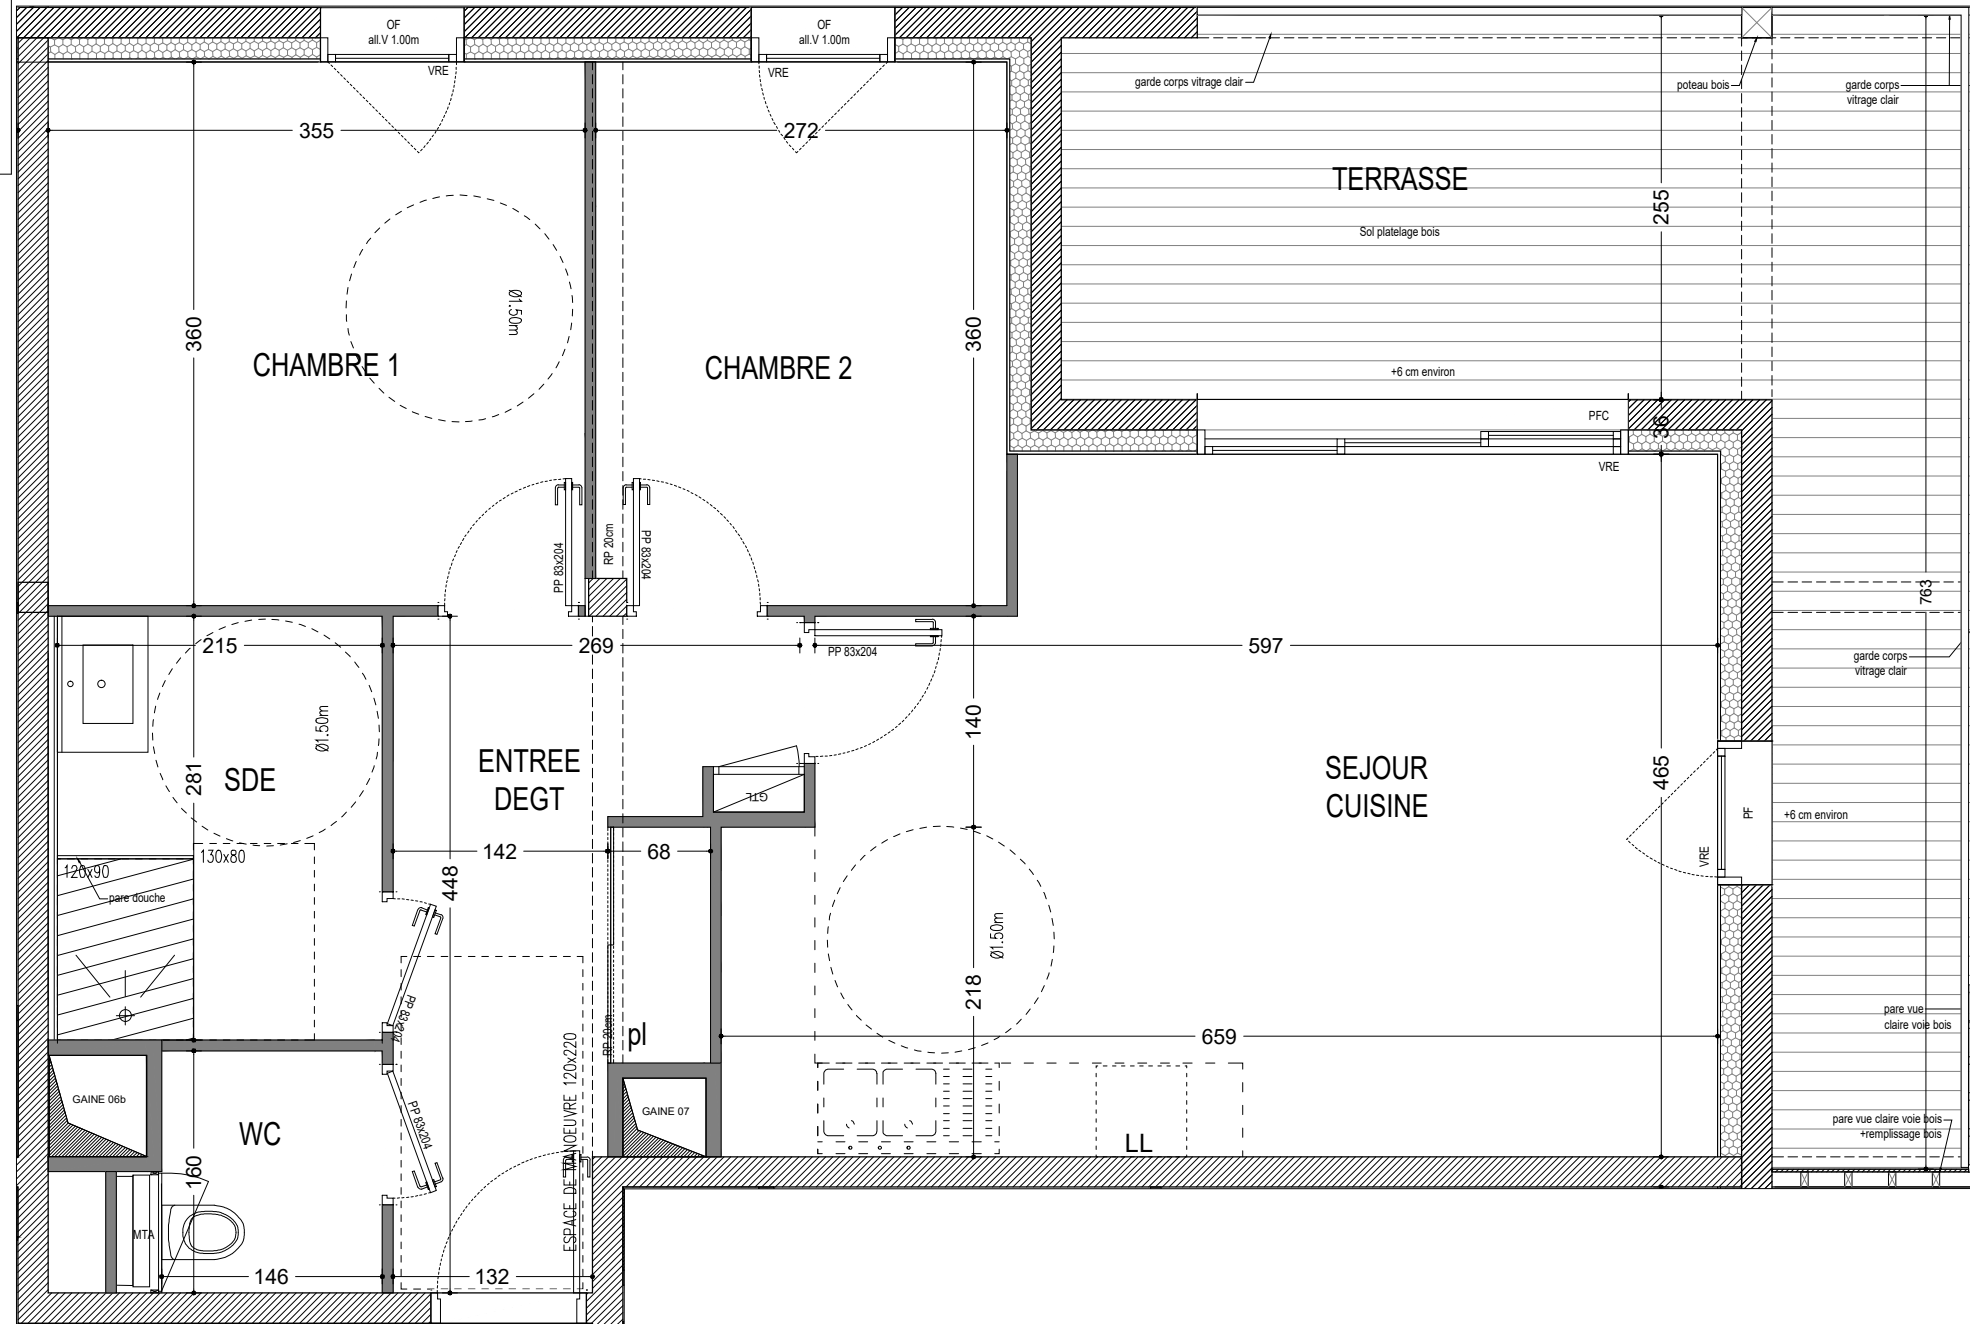 OF
all.V 1.00m
VRE
OF
all.V 1.00m
VRE
garde corps vitrage clair
poteau bois
garde corps
vitrage clair
355
272
TERRASSE
255
Sol platelage bois
Ø1.50m
360
CHAMBRE 1
360
CHAMBRE 2
+6 cm environ
PFC
36
VRE
PP 83x204
RP 20cm
PP 83x204
763
215
269
PP 83x204
597
garde corps
vitrage clair
Ø1.50m
281
SDE
ENTREE
DEGT
140
SEJOUR
CUISINE
465
GTL
PF
+6 cm environ
VRE
130x80
120x90
pare douche
142
68
448
Ø1.50m
218
PP 83x204
RP 20cm
pl
659
pare vue
claire voie bois
ESPACE DE MANOEUVRE 120x220
GAINE 06b
GAINE 07
PP 83x204
WC
160
LL
pare vue claire voie bois
+remplissage bois
MTA
146
132